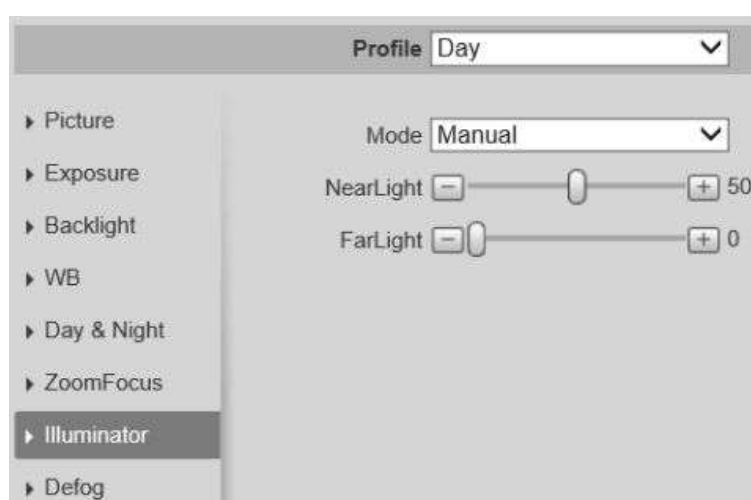 Profile Day
Picture
Exposure
Backlight
WB
Day & Night
ZoomFocus
Illuminator
Defog
Mode Manual
NearLight 50
FarLight 0